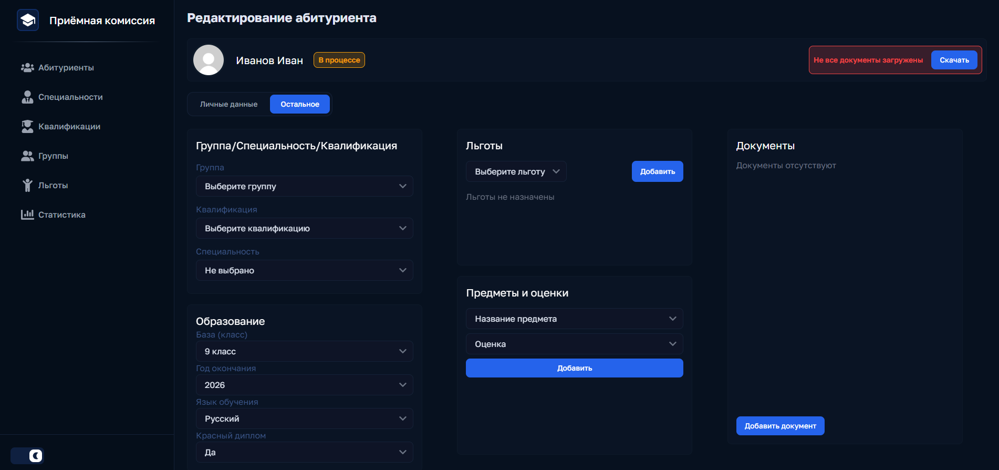 Приёмная комиссия
Абитуриенты
Специальности
Квалификации
Группы
Льготы
Статистика
Редактирование абитуриента
Иванов Иван
В процессе
Не все документы загружены
Скачать
Личные данные
Остальное
Группа/Специальность/Квалификация
Группа
Выберите группу
Квалификация
Выберите квалификацию
Специальность
Не выбрано
Образование
База (класс)
9 класс
Год окончания
2026
Язык обучения
Русский
Красный диплом
Да
Льготы
Выберите льготу
Добавить
Льготы не назначены
Предметы и оценки
Название предмета
Оценка
Добавить
Документы
Документы отсутствуют
Добавить документ